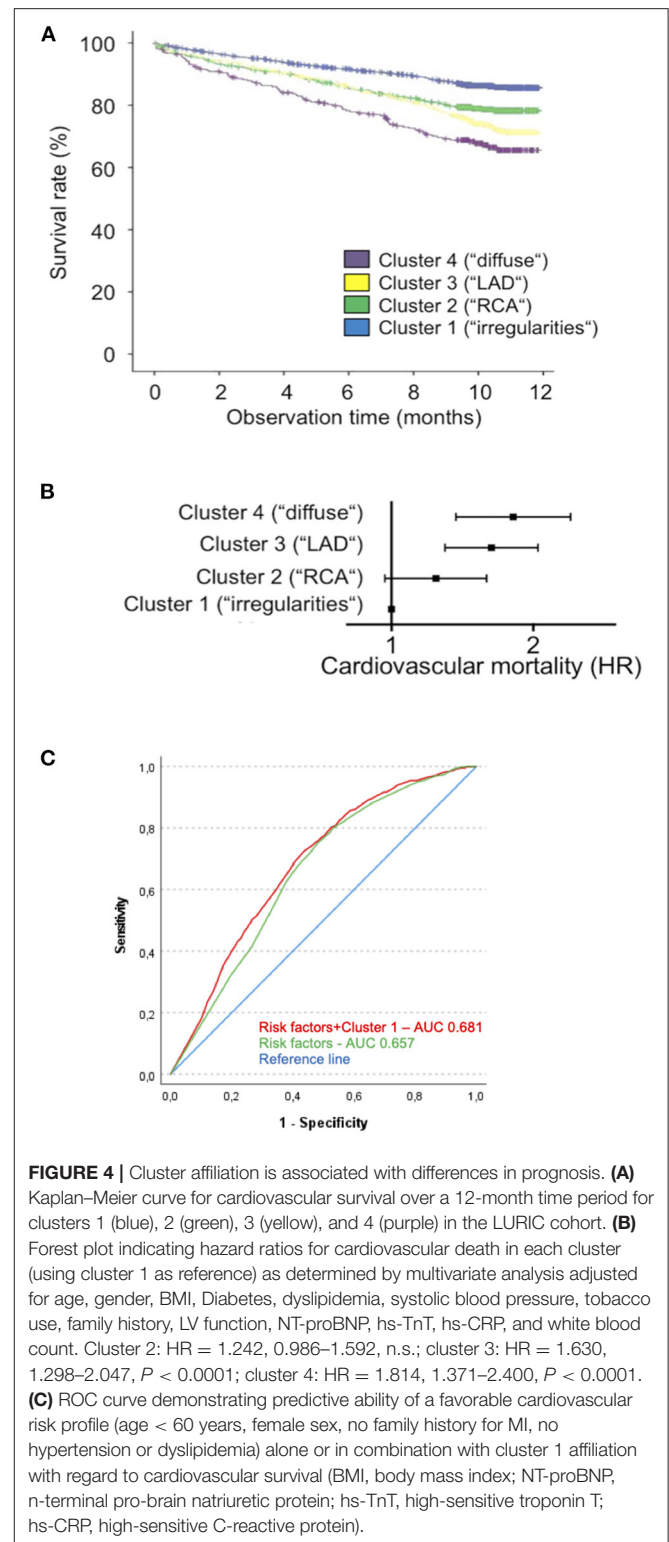 A
100
80
60
40
20
0
Survival rate (%)
Cluster 4 ("diffuse“)
Cluster 3 ("LAD“)
Cluster 2 ("RCA“)
Cluster 1 ("irregularities“)
0 2 4 6 8 10 12
Observation time (months)
B
Cluster 4 (“diffuse“)
Cluster 3 (“LAD“)
Cluster 2 (“RCA“)
Cluster 1 (“irregularities“)
1 2
Cardiovascular mortality (HR)
C
1,0
0,8
0,6
0,4
0,2
0,0
Sensitivity
Risk factors+Cluster 1 – AUC 0.681
Risk factors - AUC 0.657
Reference line
0,0 0,2 0,4 0,6 0,8 1,0
1 - Specificity
FIGURE 4 | Cluster affiliation is associated with differences in prognosis. (A)
Kaplan–Meier curve for cardiovascular survival over a 12-month time period for
clusters 1 (blue), 2 (green), 3 (yellow), and 4 (purple) in the LURIC cohort. (B)
Forest plot indicating hazard ratios for cardiovascular death in each cluster
(using cluster 1 as reference) as determined by multivariate analysis adjusted
for age, gender, BMI, Diabetes, dyslipidemia, systolic blood pressure, tobacco
use, family history, LV function, NT-proBNP, hs-TnT, hs-CRP, and white blood
count. Cluster 2: HR = 1.242, 0.986–1.592, n.s.; cluster 3: HR = 1.630,
1.298–2.047, P < 0.0001; cluster 4: HR = 1.814, 1.371–2.400, P < 0.0001.
(C) ROC curve demonstrating predictive ability of a favorable cardiovascular
risk profile (age < 60 years, female sex, no family history for MI, no
hypertension or dyslipidemia) alone or in combination with cluster 1 affiliation
with regard to cardiovascular survival (BMI, body mass index; NT-proBNP,
n-terminal pro-brain natriuretic protein; hs-TnT, high-sensitive troponin T;
hs-CRP, high-sensitive C-reactive protein).